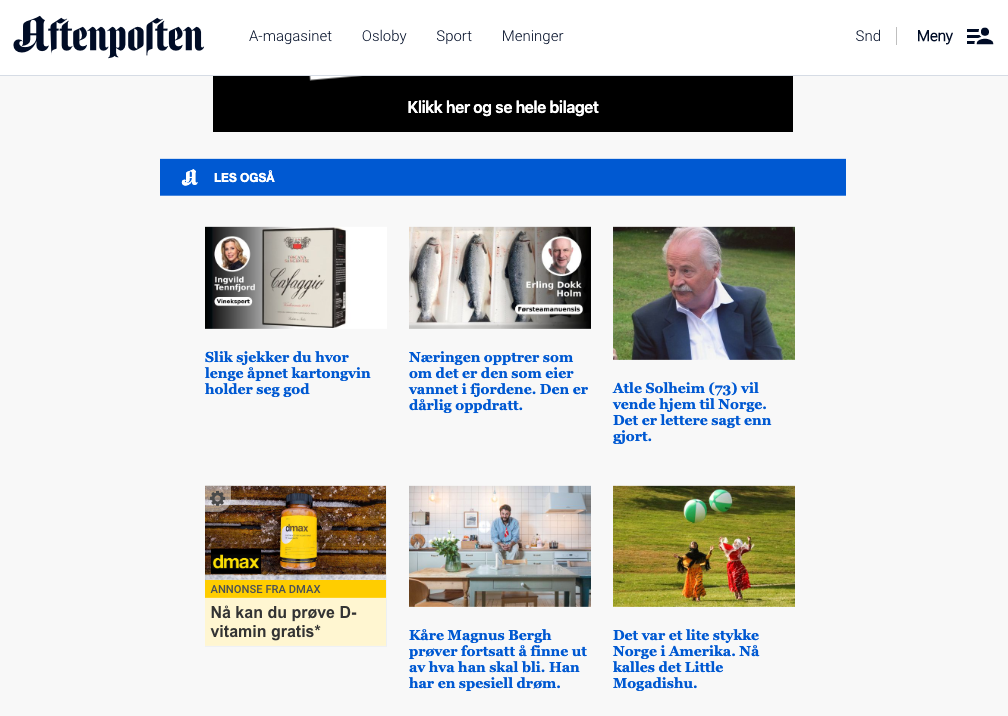 Aftenposten
A-magasinet Osloby Sport Meninger Snd Meny
Klikk her og se hele bilaget
LES OGSÅ
Ingvild
Tennfjord
Vinekspert
Cafaggio
Erling Dokk
Holm
Førsteamanuensis
Slik sjekker du hvor
lenge åpnet kartongvin
holder seg god
Næringen opptrer som
om det er den som eier
vannet i fjordene. Den er
dårlig oppdratt.
Atle Solheim (73) vil
vende hjem til Norge.
Det er lettere sagt enn
gjort.
dmax
dmax
ANNONSE FRA DMAX
Nå kan du prøve D-
vitamin gratis*
Kåre Magnus Bergh
prøver fortsatt å finne ut
av hva han skal bli. Han
har en spesiell drøm.
Det var et lite stykke
Norge i Amerika. Nå
kalles det Little
Mogadishu.